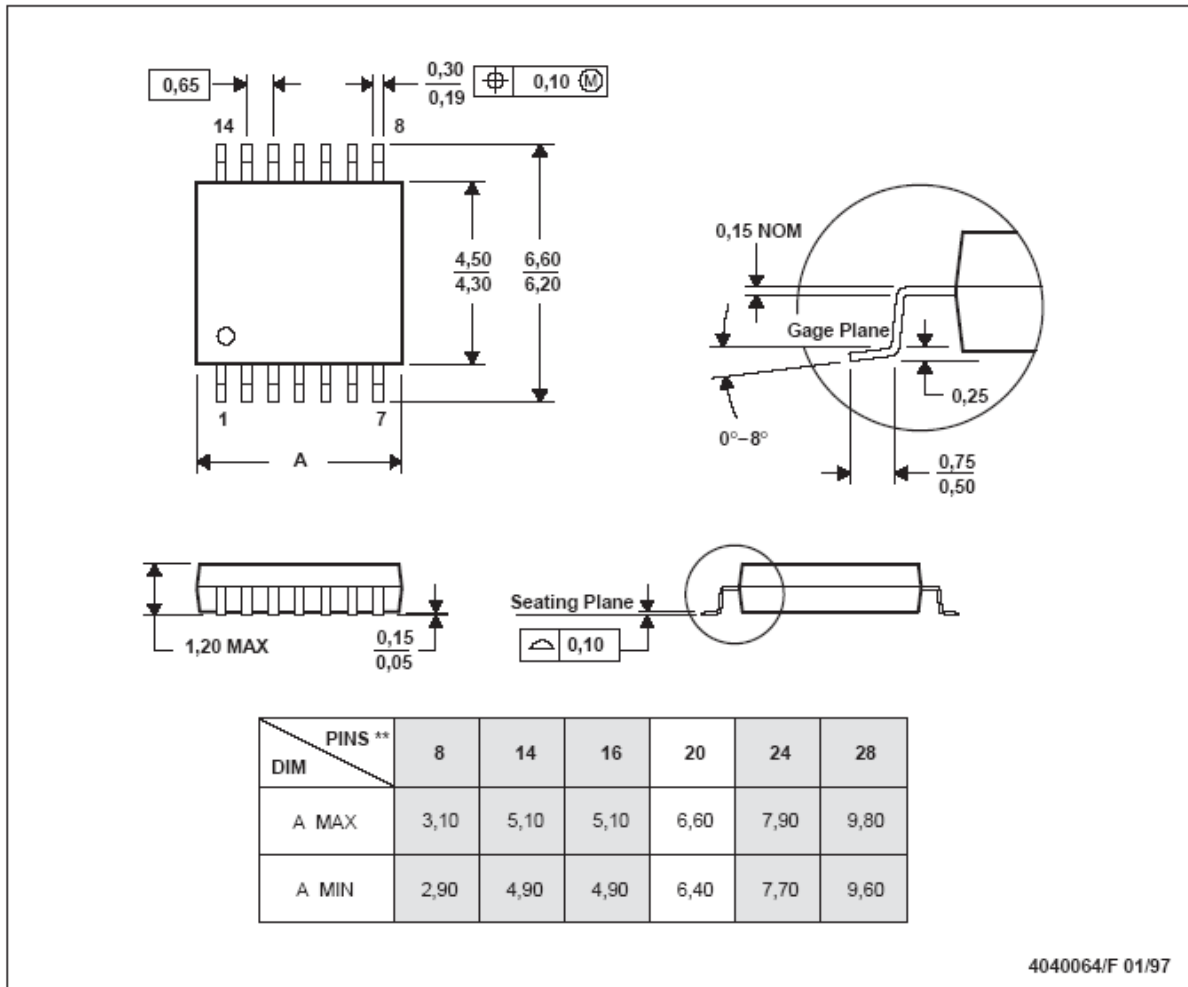 0,65
0,30
0,19
0,10 Ⓜ
14
8
4,50
4,30
6,60
6,20
1
7
A
0,15 NOM
Gage Plane
0,25
0°–8°
0,75
0,50
1,20 MAX
0,15
0,05
Seating Plane
0,10
PINS ** 8 14 16 20 24 28
DIM
A MAX 3,10 5,10 5,10 6,60 7,90 9,80
A MIN 2,90 4,90 4,90 6,40 7,70 9,60
4040064/F 01/97